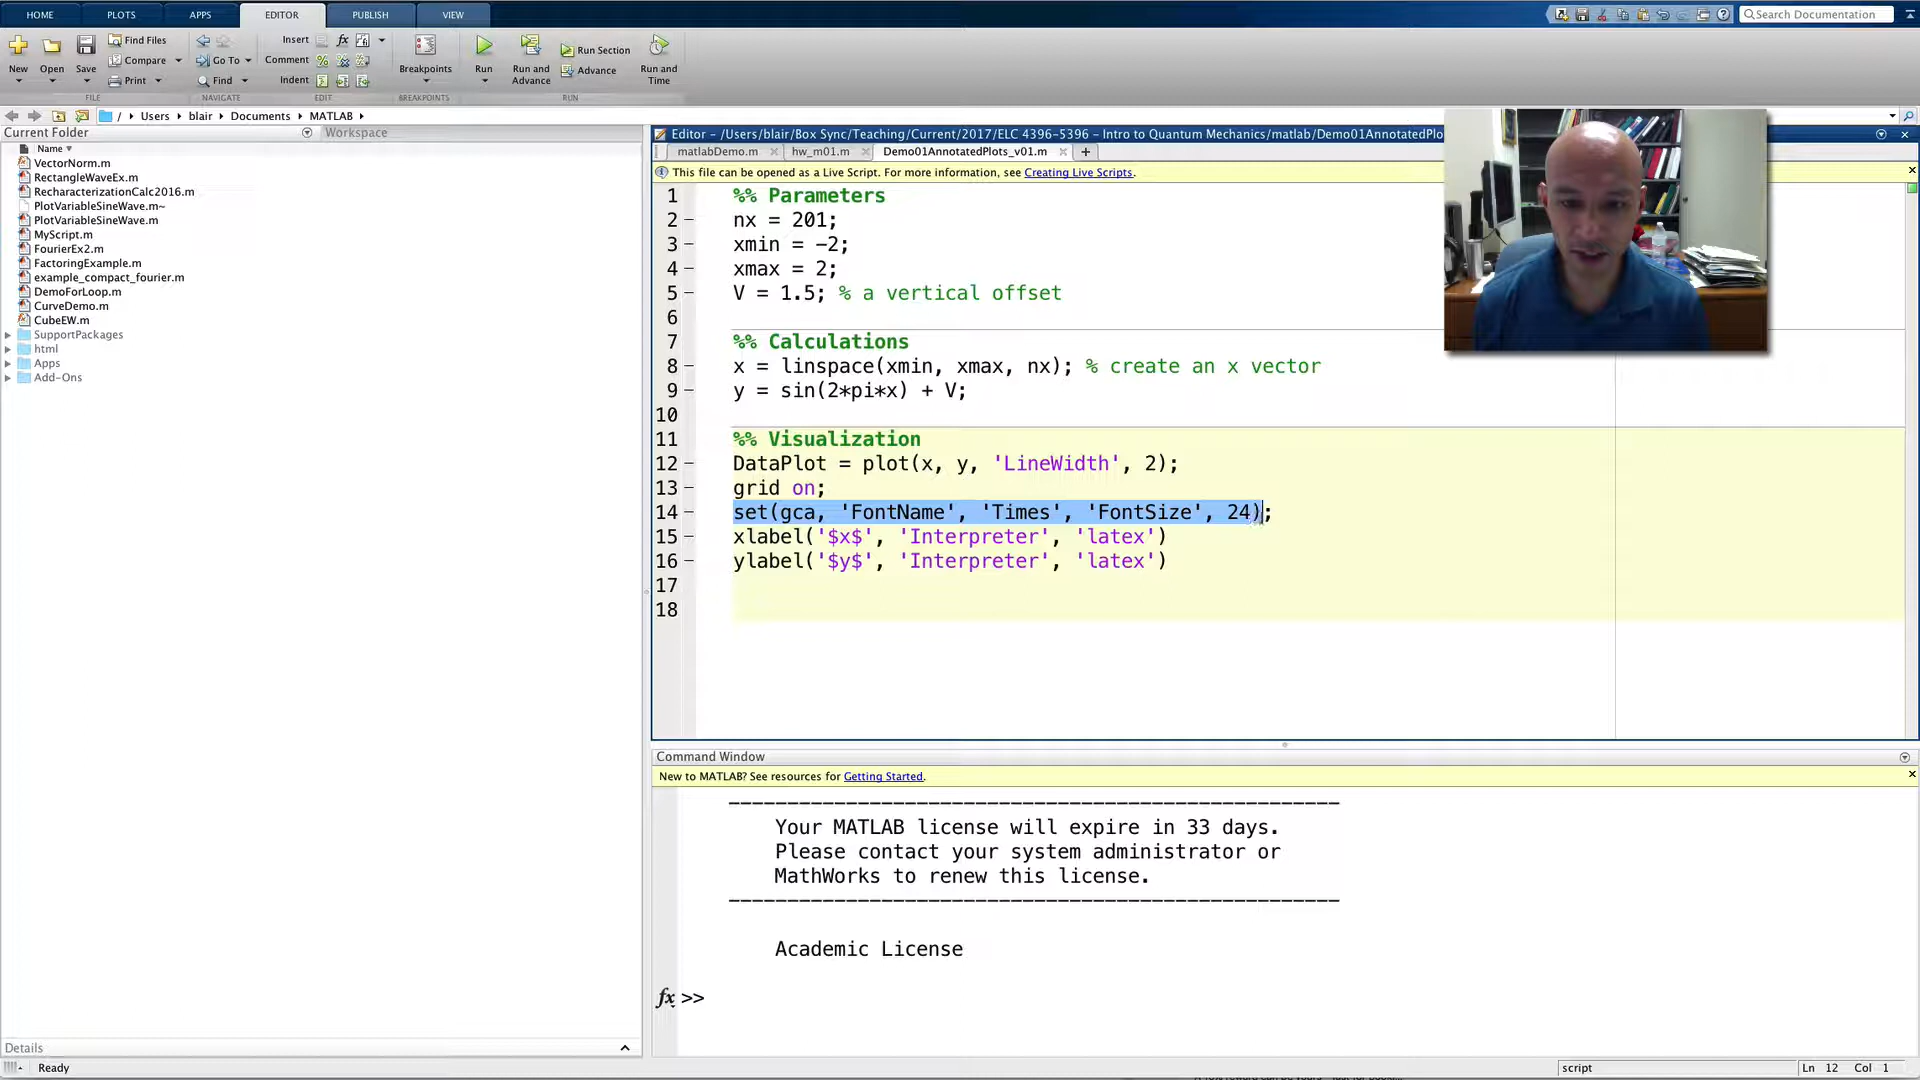 HOME PLOTS APPS EDITOR PUBLISH VIEW
Search Documentation
New Open Save Find Files Compare Print
Go To Find
Insert fx
Comment
Indent
Breakpoints
Run Run and Advance Run Section Advance Run and Time
FILE NAVIGATE EDIT BREAKPOINTS RUN
/ Users blair Documents MATLAB
Current Folder Workspace
Name
VectorNorm.m
RectangleWaveEx.m
RecharacterizationCalc2016.m
PlotVariableSineWave.m~
PlotVariableSineWave.m
MyScript.m
FourierEx2.m
FactoringExample.m
example_compact_fourier.m
DemoForLoop.m
CurveDemo.m
CubeEW.m
SupportPackages
html
Apps
Add-Ons
Details
Ready
Editor - /Users/blair/Box Sync/Teaching/Current/2017/ELC 4396-5396 - Intro to Quantum Mechanics/matlab/Demo01AnnotatedPlo
matlabDemo.m hw_m01.m Demo01AnnotatedPlots_v01.m
This file can be opened as a Live Script. For more information, see Creating Live Scripts.
1 %% Parameters
2 nx = 201;
3 xmin = -2;
4 xmax = 2;
5 V = 1.5; % a vertical offset
6
7 %% Calculations
8 x = linspace(xmin, xmax, nx); % create an x vector
9 y = sin(2*pi*x) + V;
10
11 %% Visualization
12 DataPlot = plot(x, y, 'LineWidth', 2);
13 grid on;
14 set(gca, 'FontName', 'Times', 'FontSize', 24);
15 xlabel('$x$', 'Interpreter', 'latex')
16 ylabel('$y$', 'Interpreter', 'latex')
17
18
Command Window
New to MATLAB? See resources for Getting Started.
Your MATLAB license will expire in 33 days.
Please contact your system administrator or
MathWorks to renew this license.
Academic License
fx >>
script Ln 12 Col 1